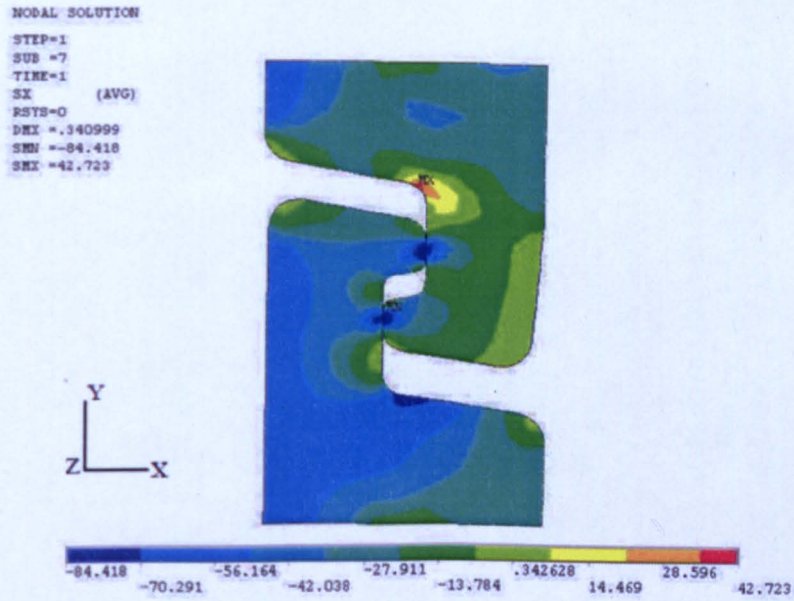 NODAL SOLUTION
STEP=1
SUB =7
TIME=1
SX (AVG)
RSYS=0
DMX =.340999
SMN =-84.418
SMX =42.723
MX
Y
Z X
-84.418 -56.164 -27.911 .342628 28.596
-70.291 -42.038 -13.784 14.469 42.723